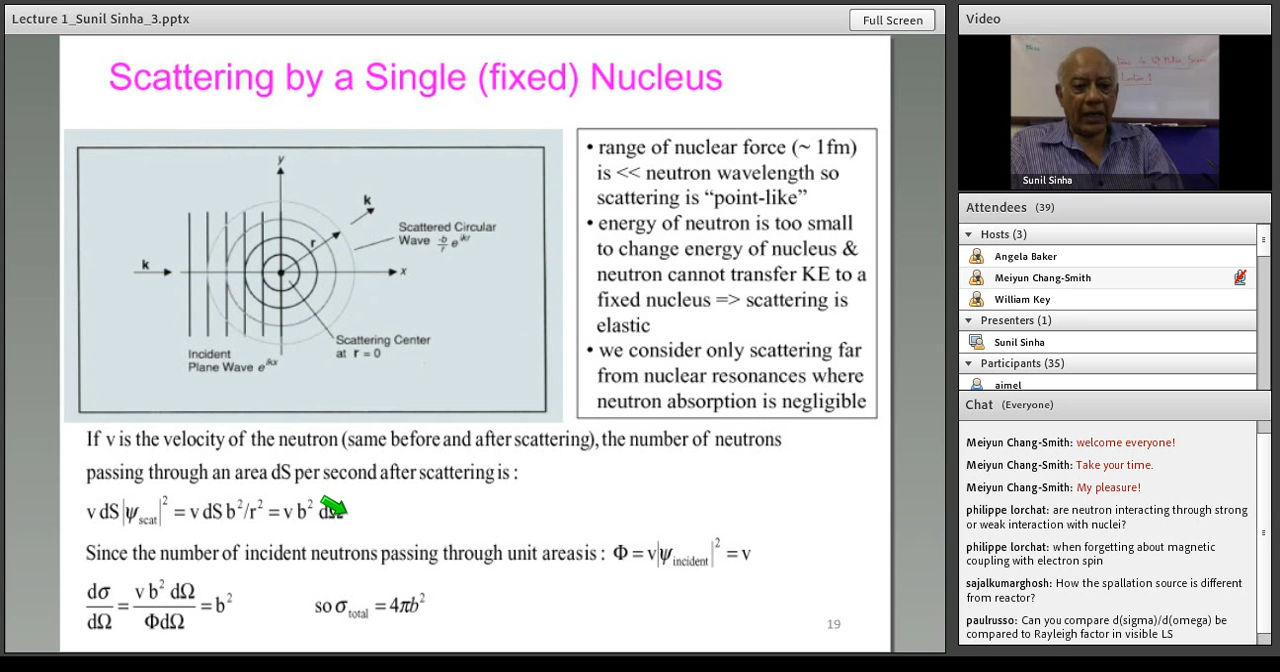 Lecture 1_Sunil Sinha_3.pptx
Full Screen
Scattering by a Single (fixed) Nucleus
y
k
k
r
x
Scattered Circular
Wave -b/r e^ikr
Scattering Center
at r = 0
Incident
Plane Wave e^ikx
• range of nuclear force (~ 1fm)
is << neutron wavelength so
scattering is “point-like”
• energy of neutron is too small
to change energy of nucleus &
neutron cannot transfer KE to a
fixed nucleus => scattering is
elastic
• we consider only scattering far
from nuclear resonances where
neutron absorption is negligible
If v is the velocity of the neutron (same before and after scattering), the number of neutrons
passing through an area dS per second after scattering is :
v dS |ψscat|² = v dS b²/r² = v b² dΩ
Since the number of incident neutrons passing through unit areas is : Φ = v|ψincident|² = v
dσ/dΩ = v b² dΩ/ΦdΩ = b²
so σtotal = 4πb²
19
Video
Lecture 1
Sunil Sinha
Attendees (39)
Hosts (3)
Angela Baker
Meiyun Chang-Smith
William Key
Presenters (1)
Sunil Sinha
Participants (35)
aimel
Chat (Everyone)
Meiyun Chang-Smith: welcome everyone!
Meiyun Chang-Smith: Take your time.
Meiyun Chang-Smith: My pleasure!
philippe lorchat: are neutron interacting through strong
or weak interaction with nuclei?
philippe lorchat: when forgetting about magnetic
coupling with electron spin
sajalkumarghosh: How the spallation source is different
from reactor?
paulrusso: Can you compare d(sigma)/d(omega) be
compared to Rayleigh factor in visible LS